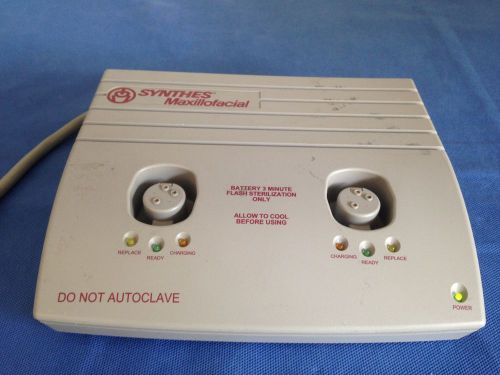 SYNTHES
Maxillofacial
BATTERY 3 MINUTE
FLASH STERILIZATION
ONLY
ALLOW TO COOL
BEFORE USING
REPLACE READY CHARGING
CHARGING READY REPLACE
DO NOT AUTOCLAVE
POWER